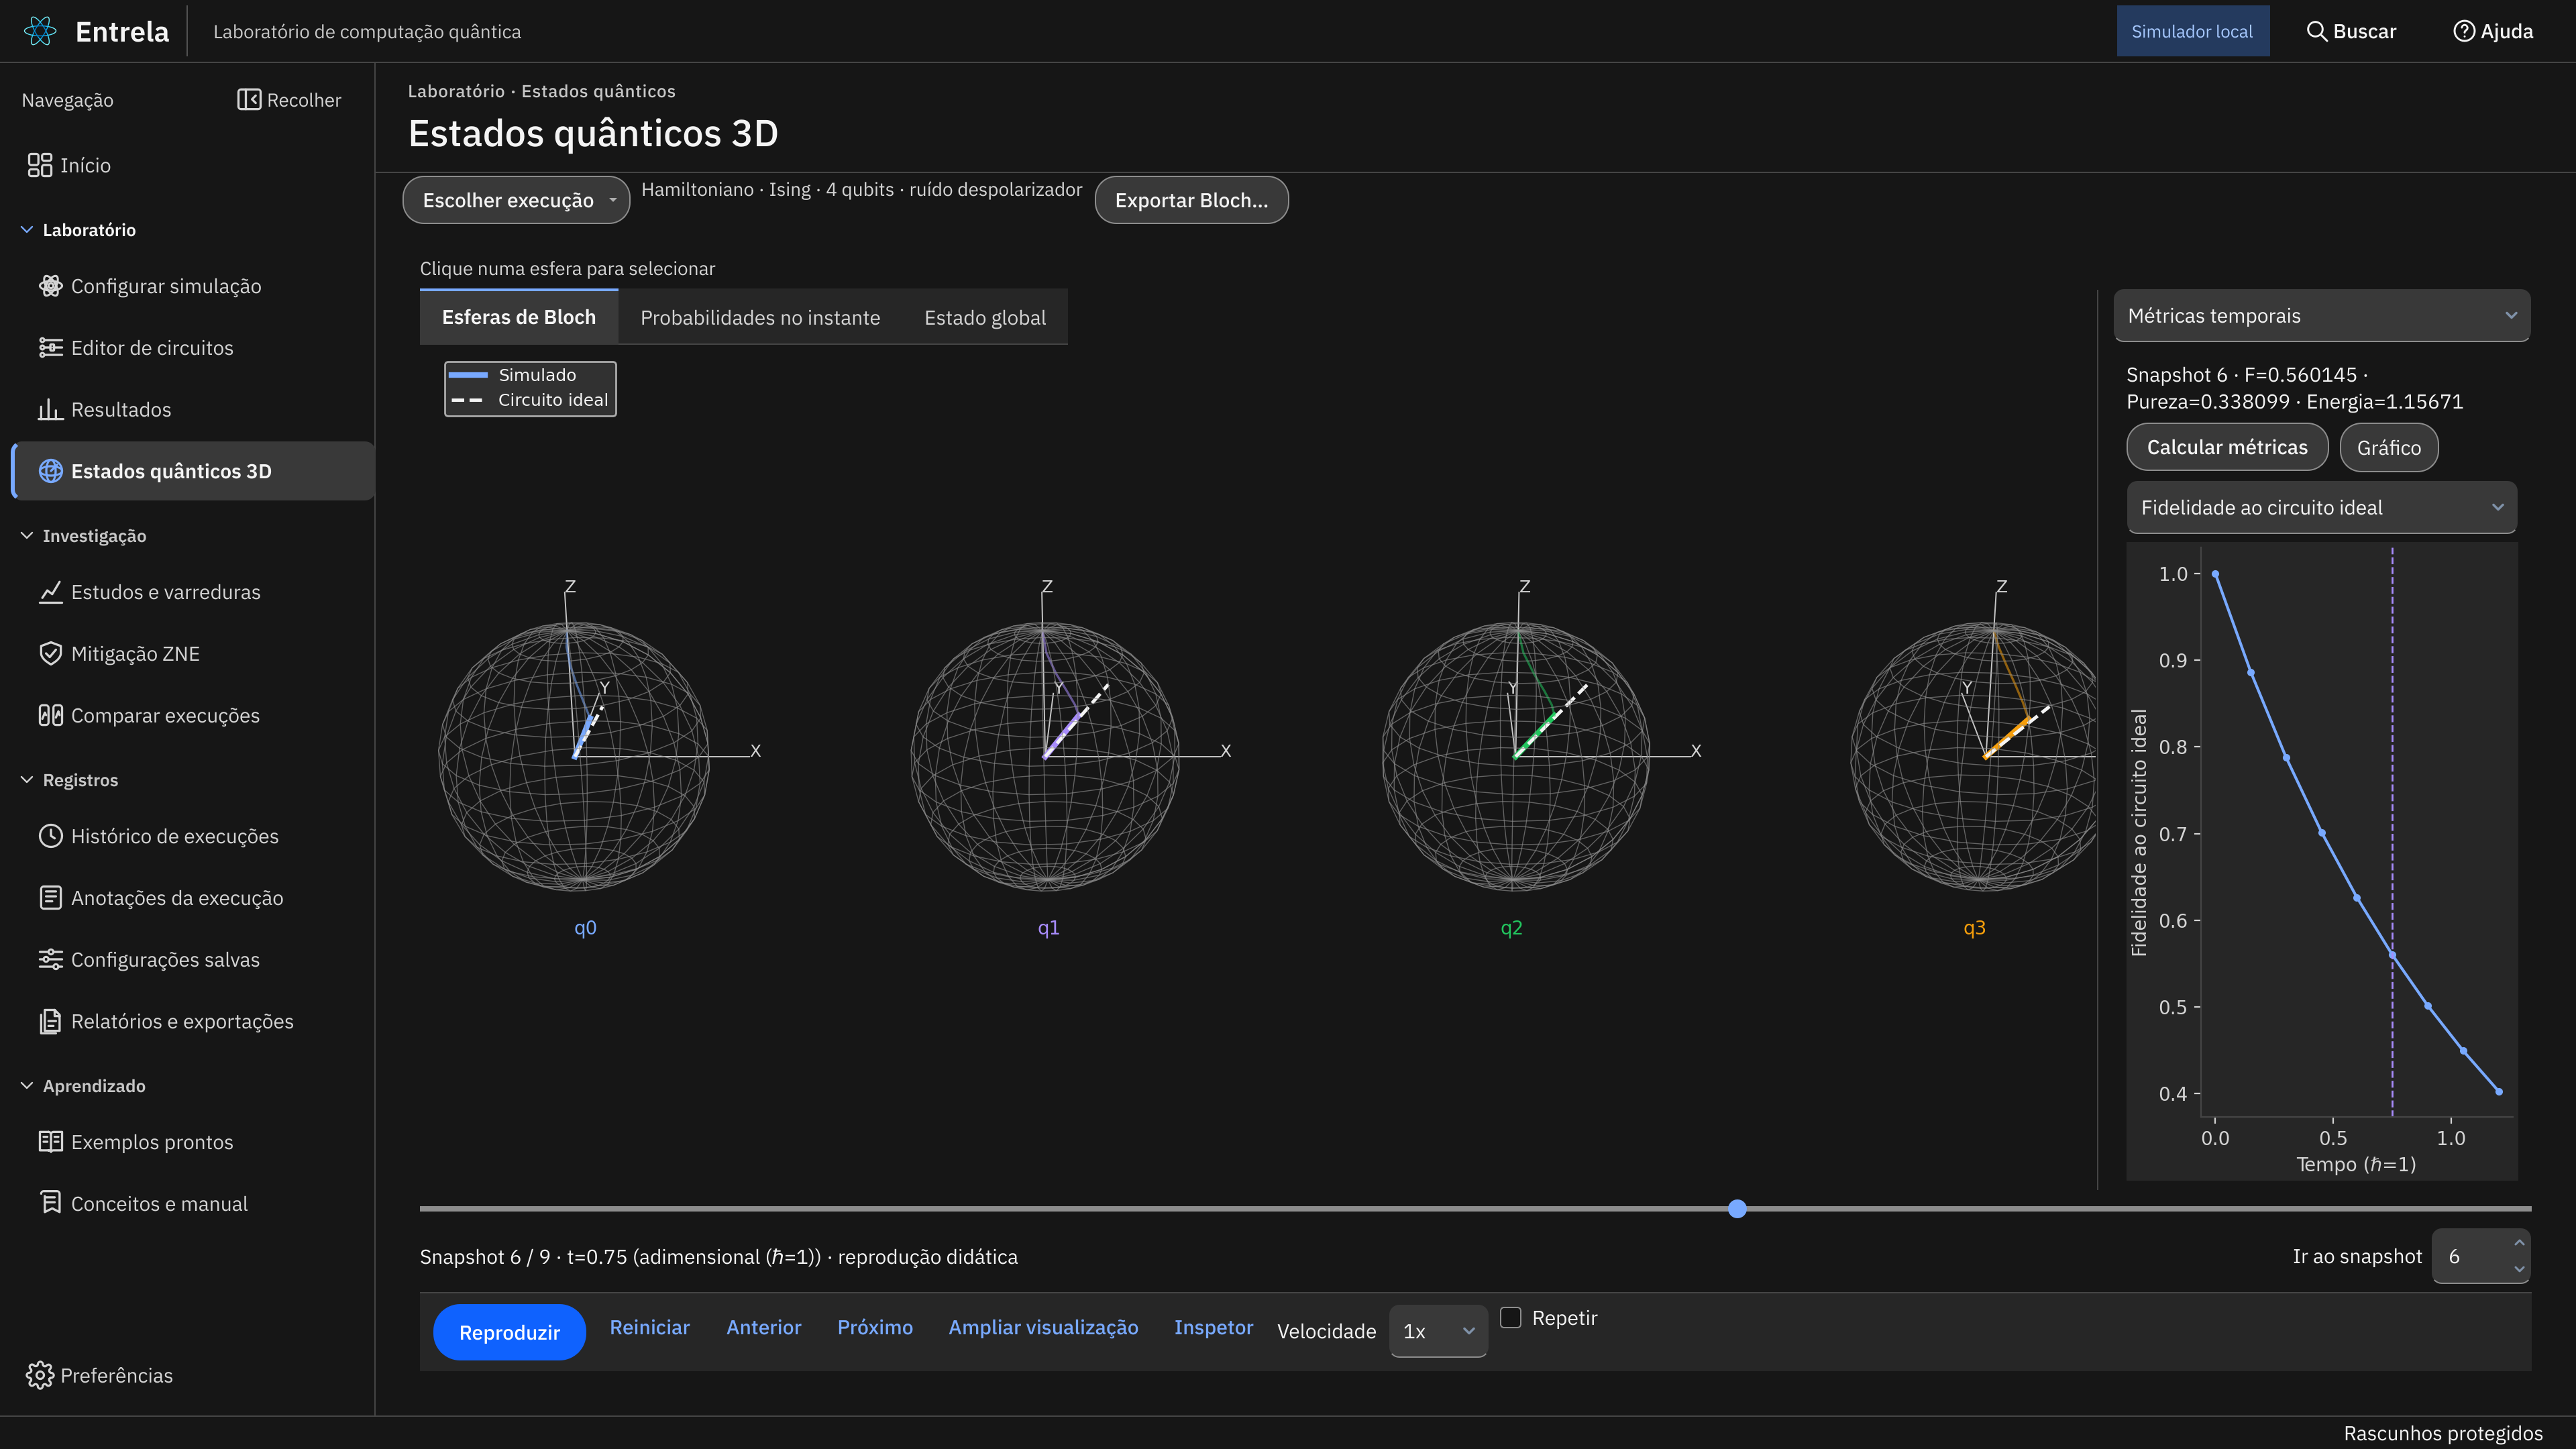 Entrela
Laboratório de computação quântica
Simulador local
Buscar
Ajuda
Navegação
Recolher
Início
Laboratório
Configurar simulação
Editor de circuitos
Resultados
Estados quânticos 3D
Investigação
Estudos e varreduras
Mitigação ZNE
Comparar execuções
Registros
Histórico de execuções
Anotações da execução
Configurações salvas
Relatórios e exportações
Aprendizado
Exemplos prontos
Conceitos e manual
Preferências
Laboratório · Estados quânticos
Estados quânticos 3D
Escolher execução
Hamiltoniano · Ising · 4 qubits · ruído despolarizador
Exportar Bloch...
Clique numa esfera para selecionar
Esferas de Bloch
Probabilidades no instante
Estado global
Simulado
Circuito ideal
Z
Y
X
q0
Z
Y
X
q1
Z
Y
X
q2
Z
Y
q3
Métricas temporais
Snapshot 6 · F=0.560145 ·
Pureza=0.338099 · Energia=1.15671
Calcular métricas
Gráfico
Fidelidade ao circuito ideal
Fidelidade ao circuito ideal
1.0
0.9
0.8
0.7
0.6
0.5
0.4
0.0
0.5
1.0
Tempo (ℏ=1)
Snapshot 6 / 9 · t=0.75 (adimensional (ℏ=1)) · reprodução didática
Ir ao snapshot
6
Reproduzir
Reiniciar
Anterior
Próximo
Ampliar visualização
Inspetor
Velocidade
1x
Repetir
Rascunhos protegidos